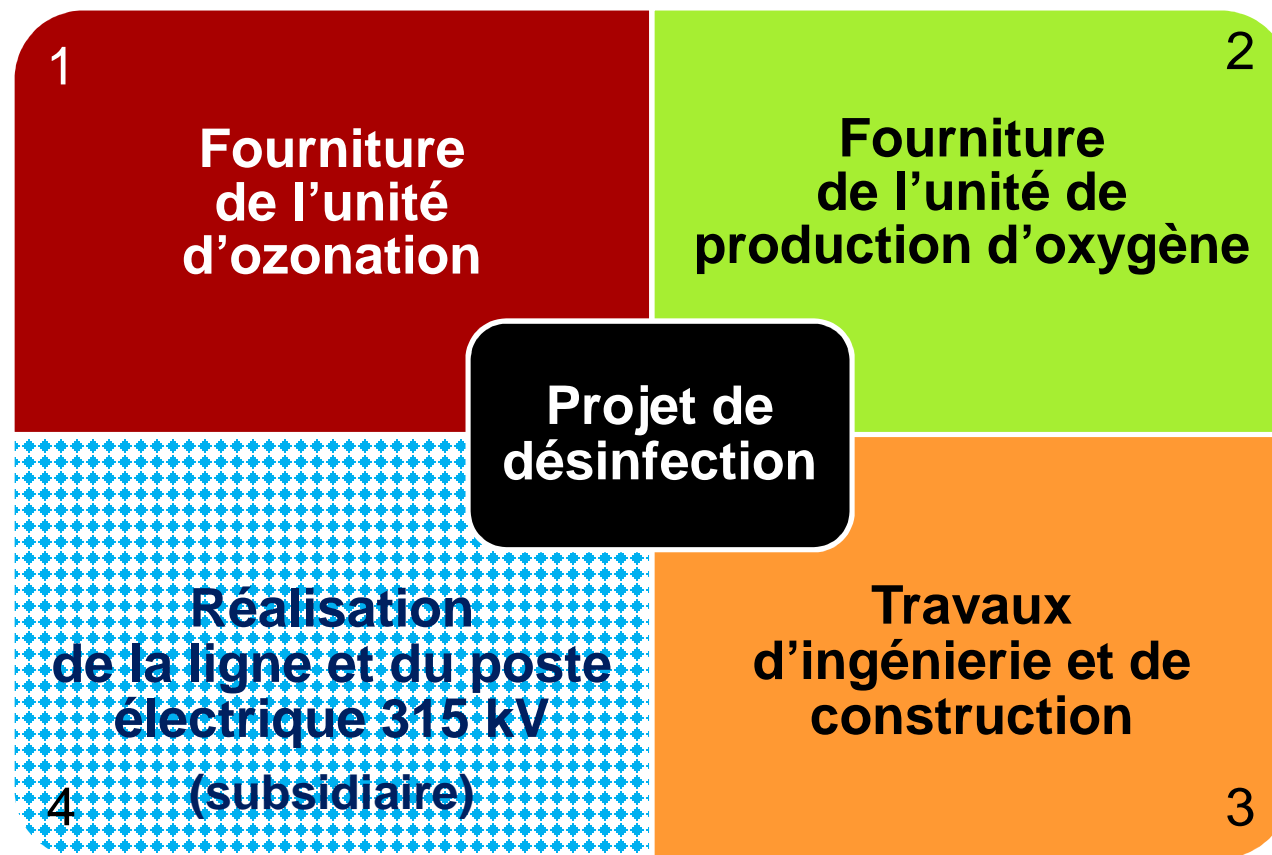 1
Fourniture
de l’unité
d’ozonation
2
Fourniture
de l’unité de
production d’oxygène
Projet de
désinfection
Réalisation
de la ligne et du poste
électrique 315 kV
(subsidiaire)
4
Travaux
d’ingénierie et de
construction
3